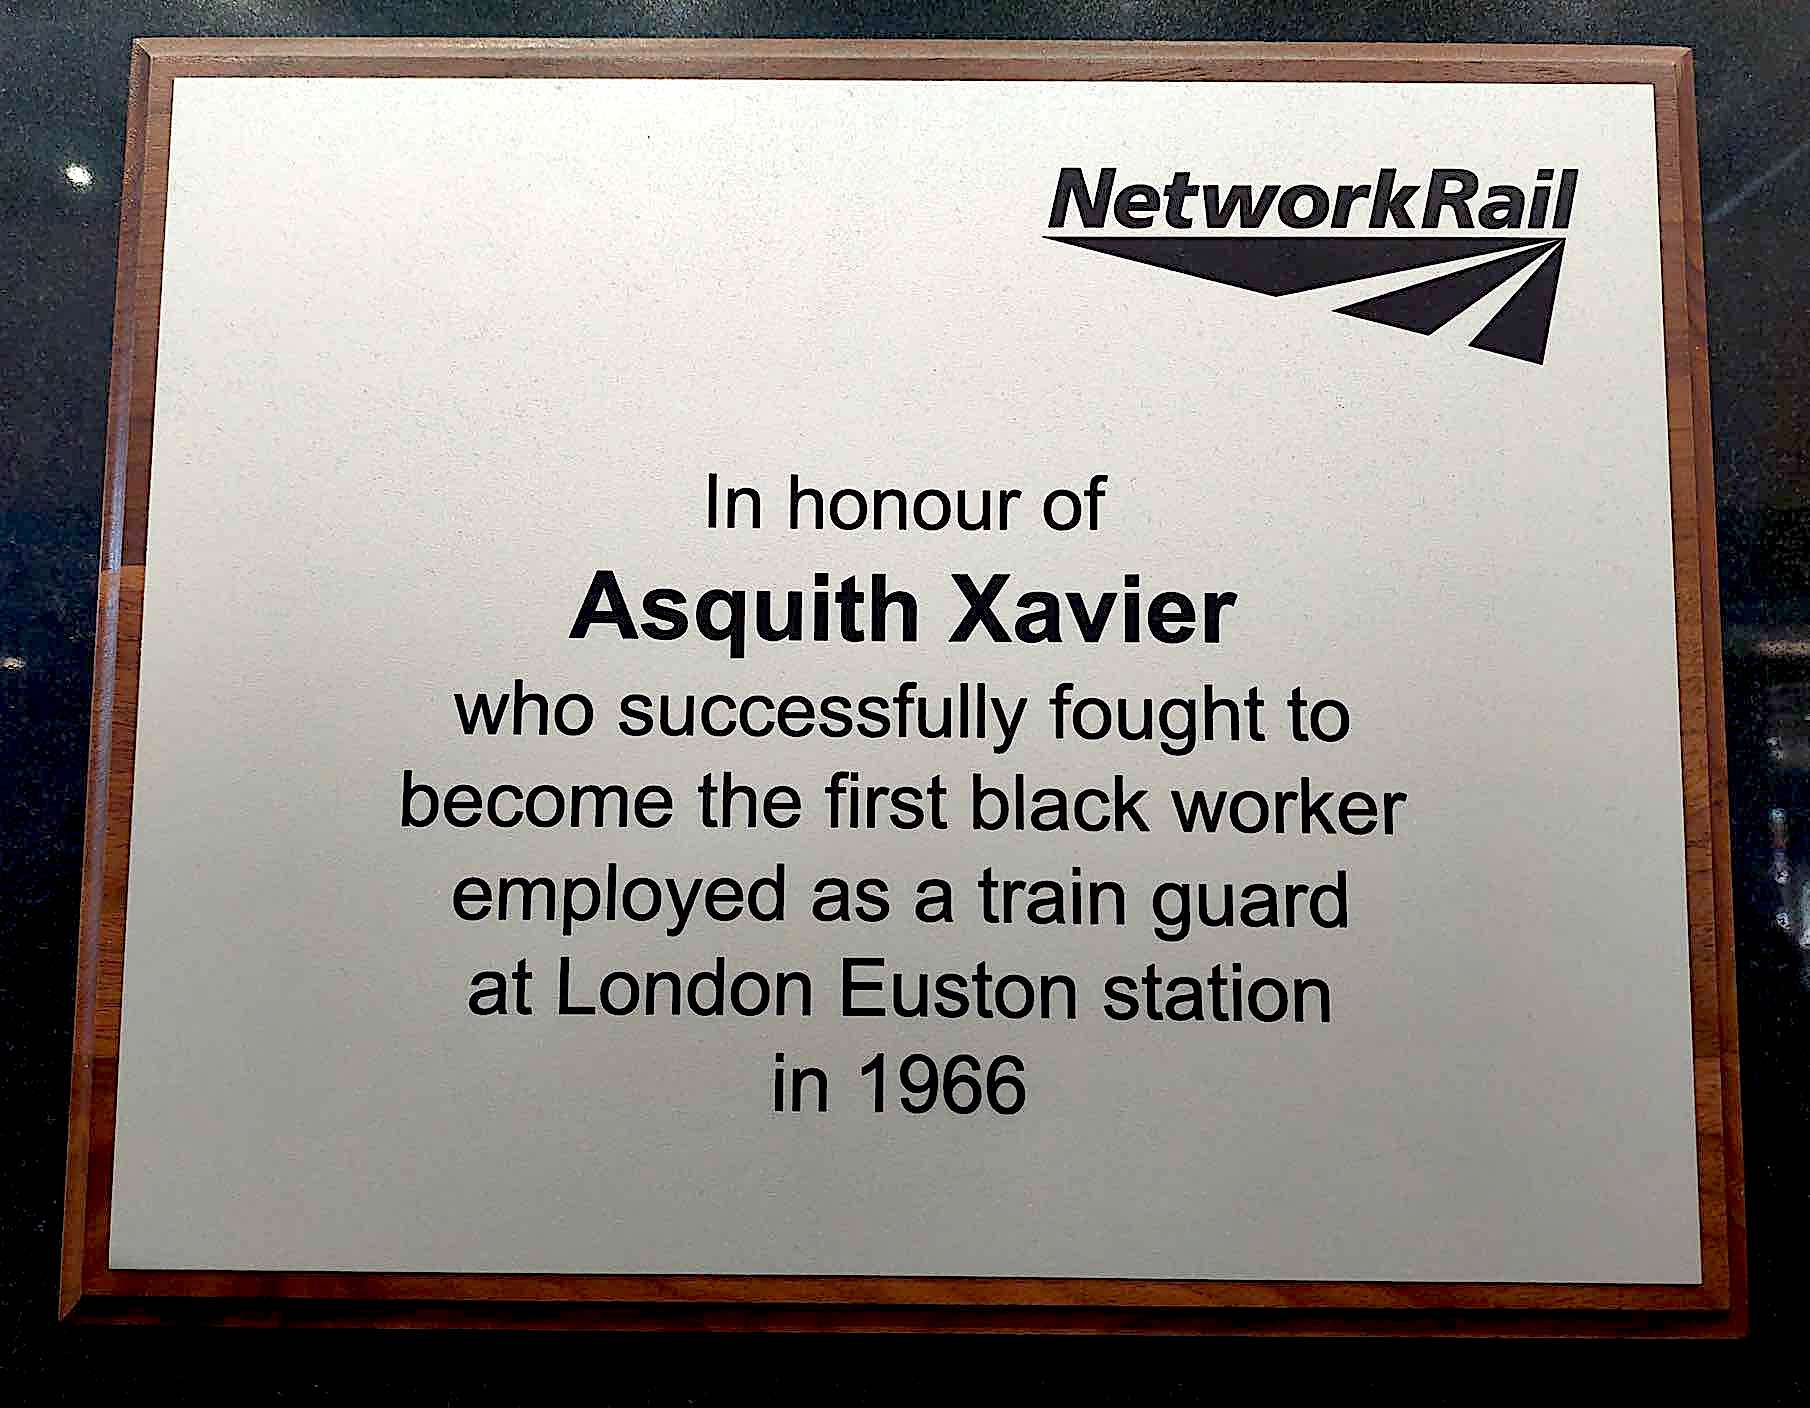 NetworkRail
In honour of
Asquith Xavier
who successfully fought to
become the first black worker
employed as a train guard
at London Euston station
in 1966